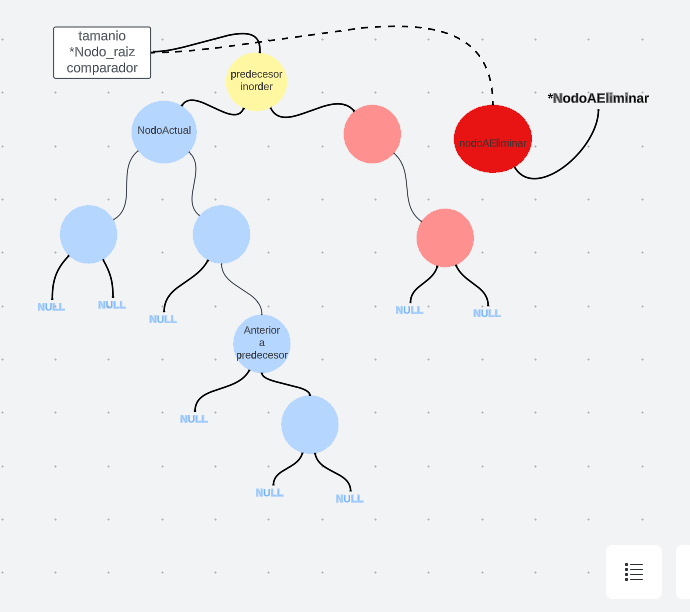 tamanio
*Nodo_raiz
comparador
predecesor
inorder
*NodoAEliminar
NodoActual
nodoAEliminar
NULL
NULL
NULL
NULL
NULL
Anterior
a
predecesor
NULL
NULL
NULL